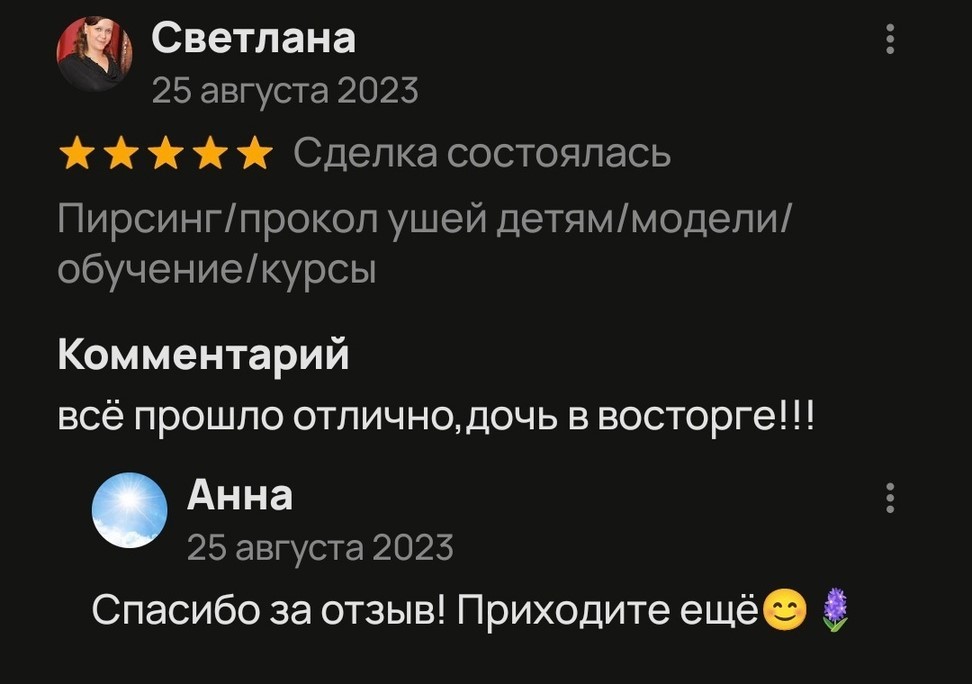 Светлана
25 августа 2023
Сделка состоялась
Пирсинг/прокол ушей детям/модели/
обучение/курсы
Комментарий
всё прошло отлично,дочь в восторге!!!
Анна
25 августа 2023
Спасибо за отзыв! Приходите ещё😊🪻